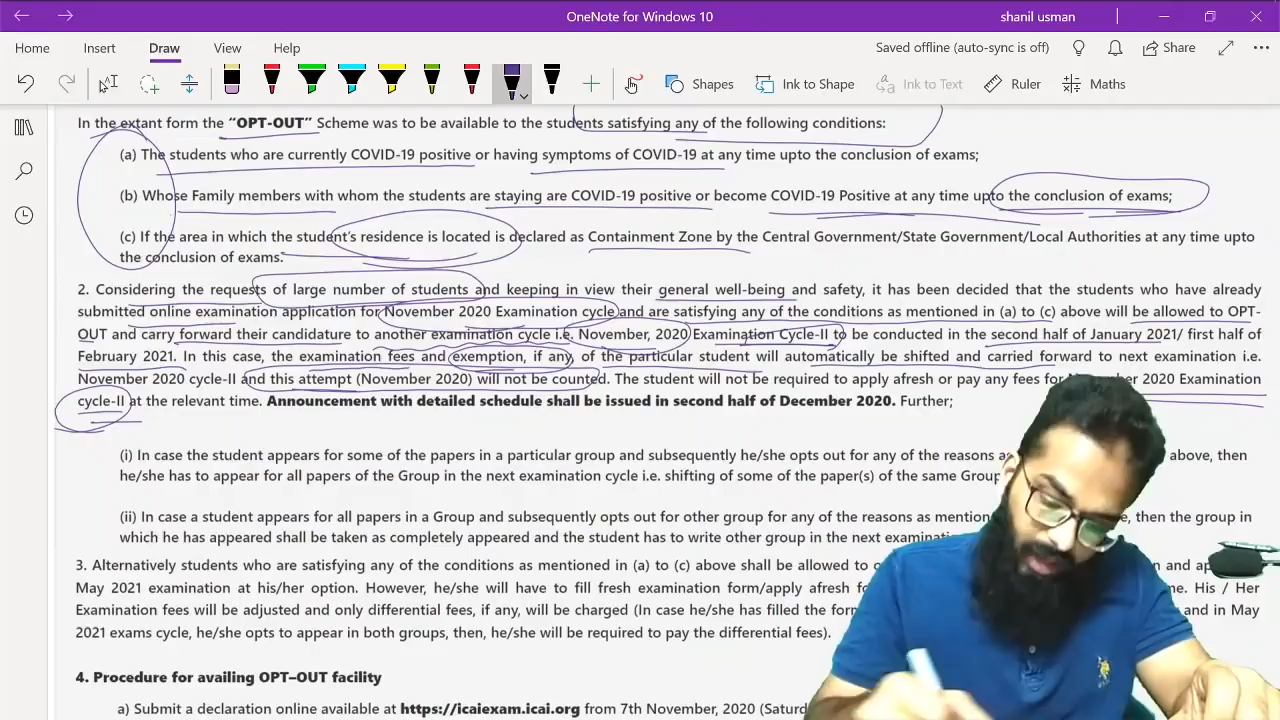 OneNote for Windows 10
shanil usman
Home Insert Draw View Help
Saved offline (auto-sync is off)
Share
Shapes
Ink to Shape
Ink to Text
Ruler
Maths
In the extant form the “OPT-OUT” Scheme was to be available to the students satisfying any of the following conditions:
(a) The students who are currently COVID-19 positive or having symptoms of COVID-19 at any time upto the conclusion of exams;
(b) Whose Family members with whom the students are staying are COVID-19 positive or become COVID-19 Positive at any time upto the conclusion of exams;
(c) If the area in which the student’s residence is located is declared as Containment Zone by the Central Government/State Government/Local Authorities at any time upto
the conclusion of exams.
2. Considering the requests of large number of students and keeping in view their general well-being and safety, it has been decided that the students who have already
submitted online examination application for November 2020 Examination cycle and are satisfying any of the conditions as mentioned in (a) to (c) above will be allowed to OPT-
OUT and carry forward their candidature to another examination cycle i.e. November, 2020 Examination Cycle-II to be conducted in the second half of January 2021/ first half of
February 2021. In this case, the examination fees and exemption, if any, of the particular student will automatically be shifted and carried forward to next examination i.e.
November 2020 cycle-II and this attempt (November 2020) will not be counted. The student will not be required to apply afresh or pay any fees for 2020 Examination
cycle-II at the relevant time. Announcement with detailed schedule shall be issued in second half of December 2020. Further;
(i) In case the student appears for some of the papers in a particular group and subsequently he/she opts out for any of the reasons above, then
he/she has to appear for all papers of the Group in the next examination cycle i.e. shifting of some of the paper(s) of the same Group
(ii) In case a student appears for all papers in a Group and subsequently opts out for other group for any of the reasons as then the group in
which he has appeared shall be taken as completely appeared and the student has to write other group in the next
3. Alternatively students who are satisfying any of the conditions as mentioned in (a) to (c) above shall be allowed to and
May 2021 examination at his/her option. However, he/she will have to fill fresh examination form/apply afresh His / Her
Examination fees will be adjusted and only differential fees, if any, will be charged (In case he/she has filled the and in May
2021 exams cycle, he/she opts to appear in both groups, then, he/she will be required to pay the differential fees).
4. Procedure for availing OPT–OUT facility
a) Submit a declaration online available at https://icaiexam.icai.org from 7th November, 2020